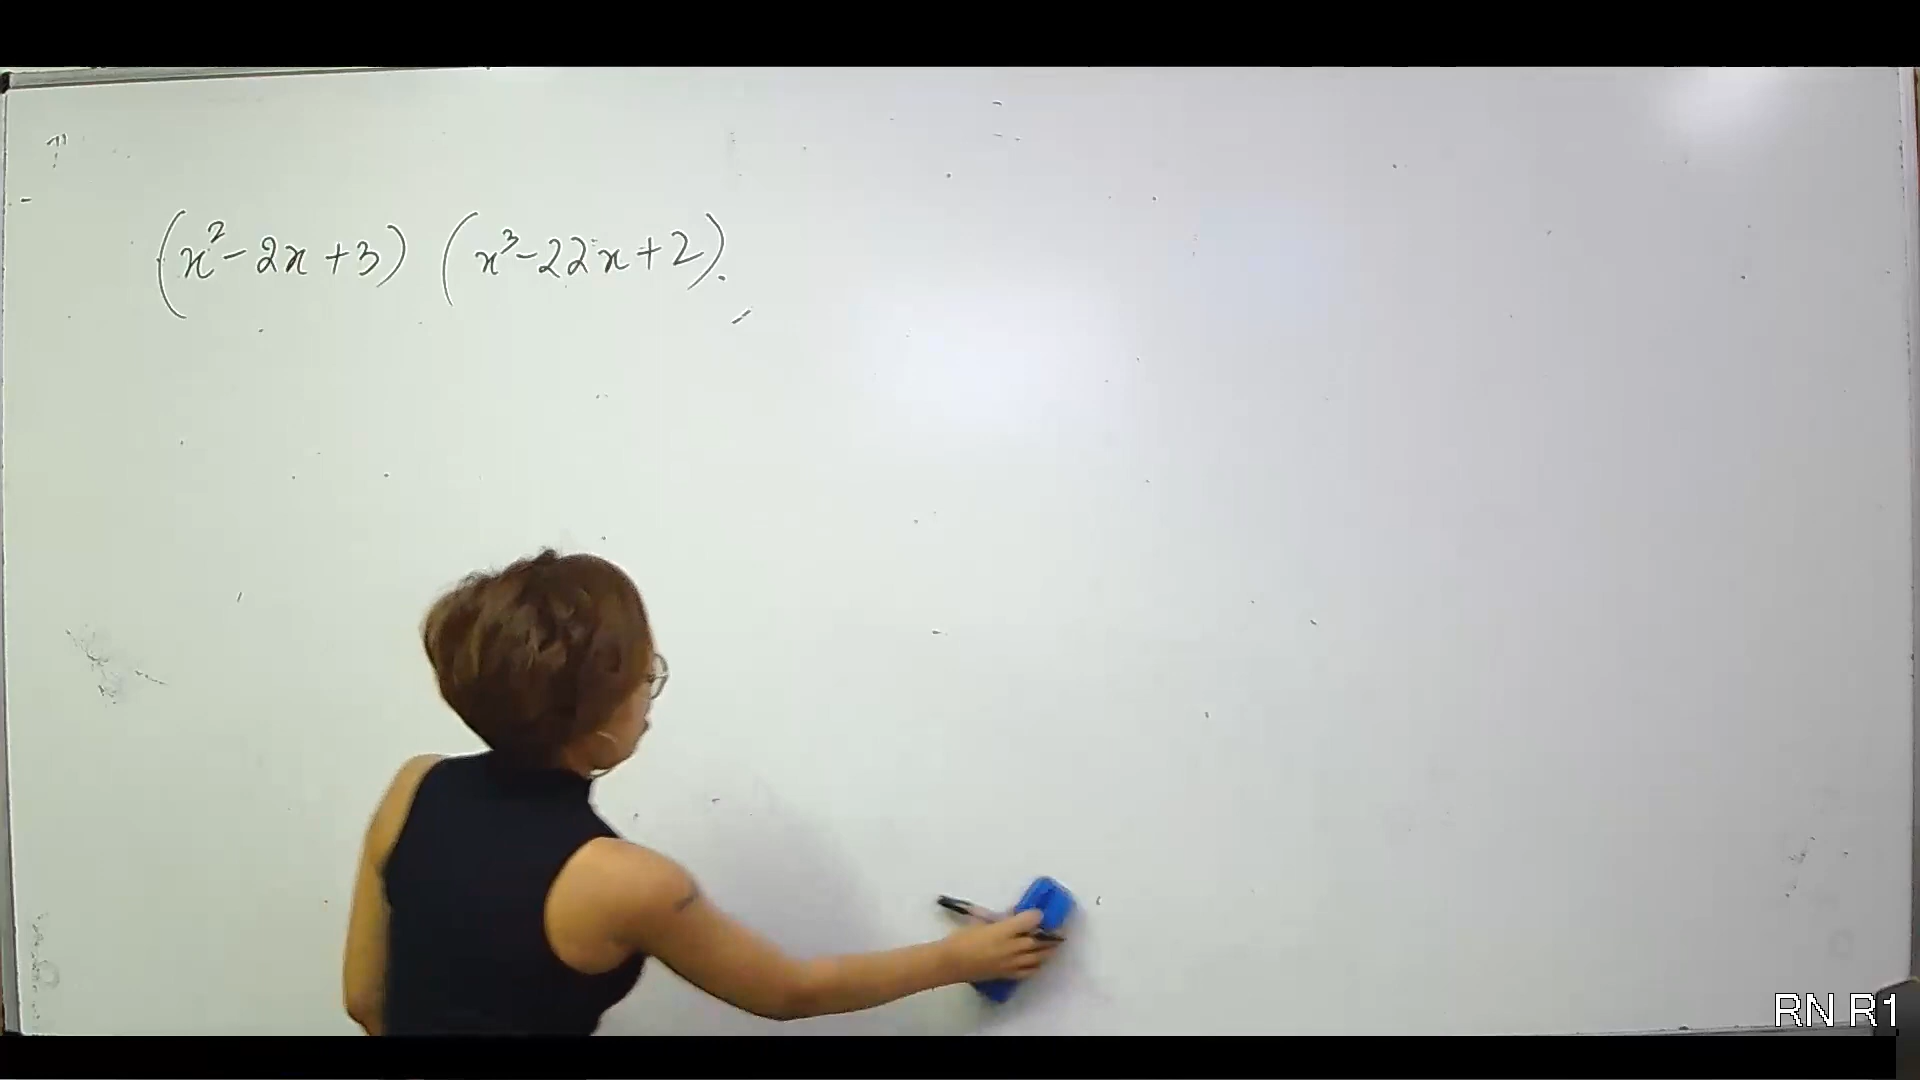 (x² - 2x + 3) (x³ - 22x + 2).
RN R1